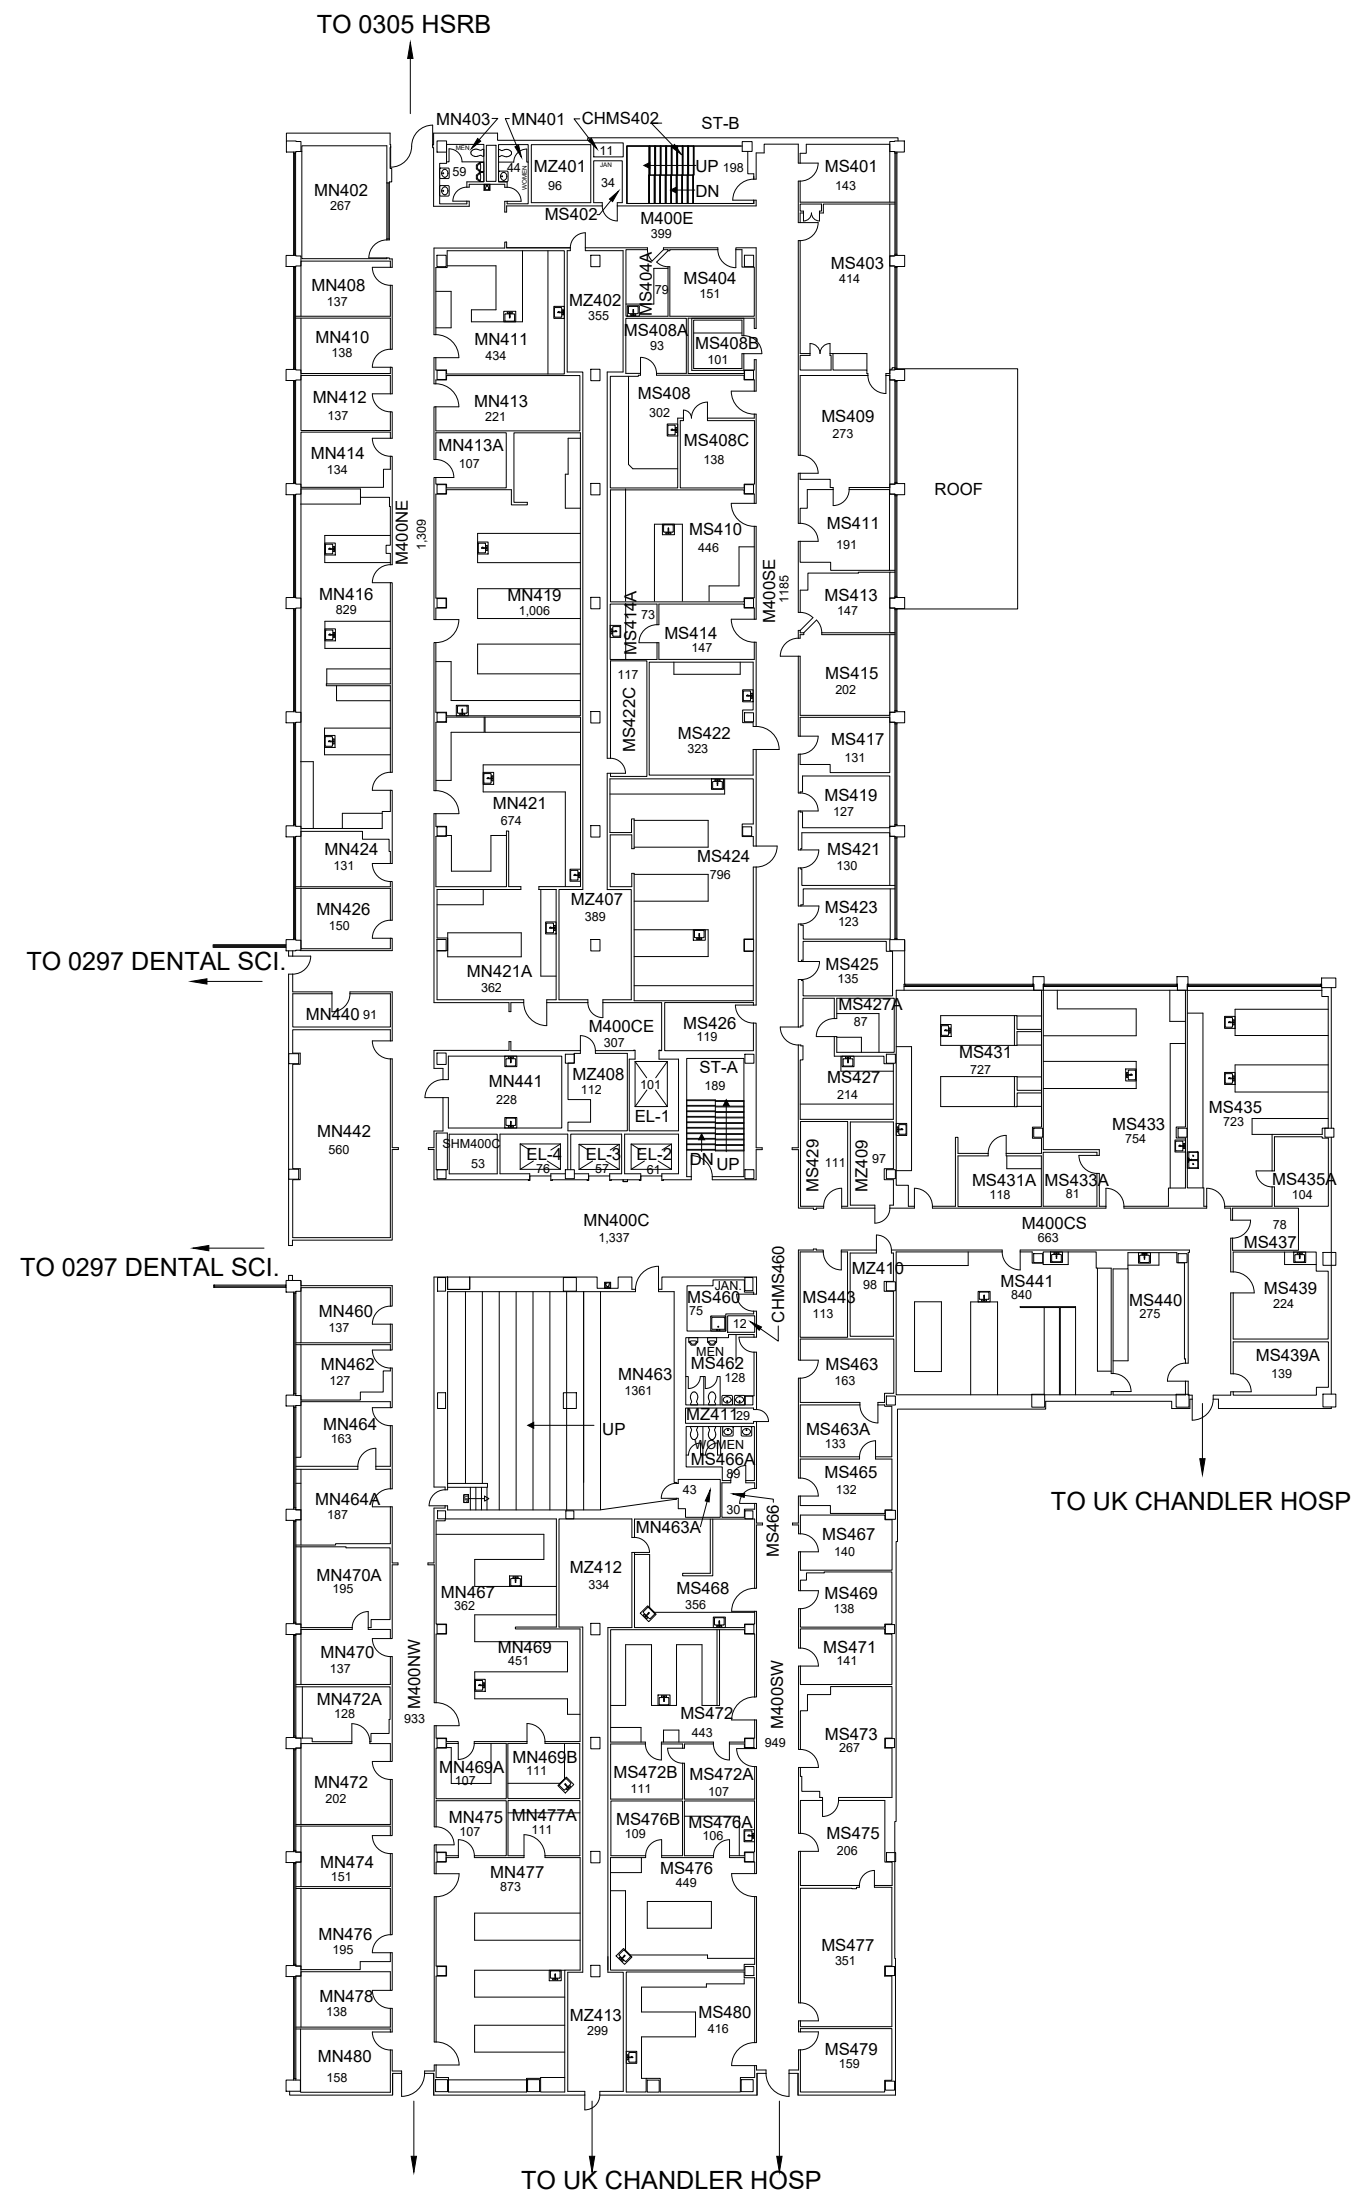 TO 0305 HSRB
MN403
MN401
CHMS402
ST-B
MEN
59
44
WOMEN
MZ401
96
11
JAN
34
UP
198
DN
MS401
143
MN402
267
MS402
M400E
399
MN408
137
MN411
434
MZ402
355
MS404A
79
MS404
151
MS403
414
MN410
138
MS408A
93
MS408B
101
MN412
137
MN413
221
MS408
302
MS409
273
MN414
134
MN413A
107
MS408C
138
ROOF
M400NE
1,309
MS410
446
MS411
191
MN416
829
MN419
1,006
M400SE
1185
MS413
147
MS414A
73
MS414
147
117
MS422C
MS415
202
MS422
323
MS417
131
MN421
674
MS419
127
MN424
131
MS424
796
MS421
130
MN426
150
MZ407
389
MS423
123
TO 0297 DENTAL SCI.
MN421A
362
MS425
135
MN440 91
M400CE
307
MS426
119
MS427A
87
MS431
727
MN441
228
MZ408
112
101
EL-1
ST-A
189
MS427
214
MS433
754
MS435
723
MN442
560
SHM400C
53
EL-4
76
EL-3
57
EL-2
61
DN
UP
MS429
111
MZ409
97
MS431A
118
MS433A
81
MS435A
104
MN400C
1,337
M400CS
663
78
MS437
TO 0297 DENTAL SCI.
CHMS460
MS443
113
MZ410
98
MS441
840
MS440
275
MS439
224
MN460
137
JAN.
MS460
75
12
MN462
127
MN463
1361
MEN
MS462
128
MS463
163
MS439A
139
MN464
163
UP
MZ411
29
MS463A
133
WOMEN
MS466A
89
MS465
132
MN464A
187
43
30
TO UK CHANDLER HOSP
MN463A
MS466
MS467
140
MN470A
195
MN467
362
MZ412
334
MS468
356
MS469
138
MN470
137
MN469
451
MS471
141
M400NW
933
M400SW
949
MN472A
128
MS472
443
MS473
267
MN472
202
MN469A
107
MN469B
111
MS472B
111
MS472A
107
MN475
107
MN477A
111
MS476B
109
MS476A
106
MS475
206
MN474
151
MN477
873
MS476
449
MN476
195
MS477
351
MN478
138
MZ413
299
MS480
416
MN480
158
MS479
159
TO UK CHANDLER HOSP